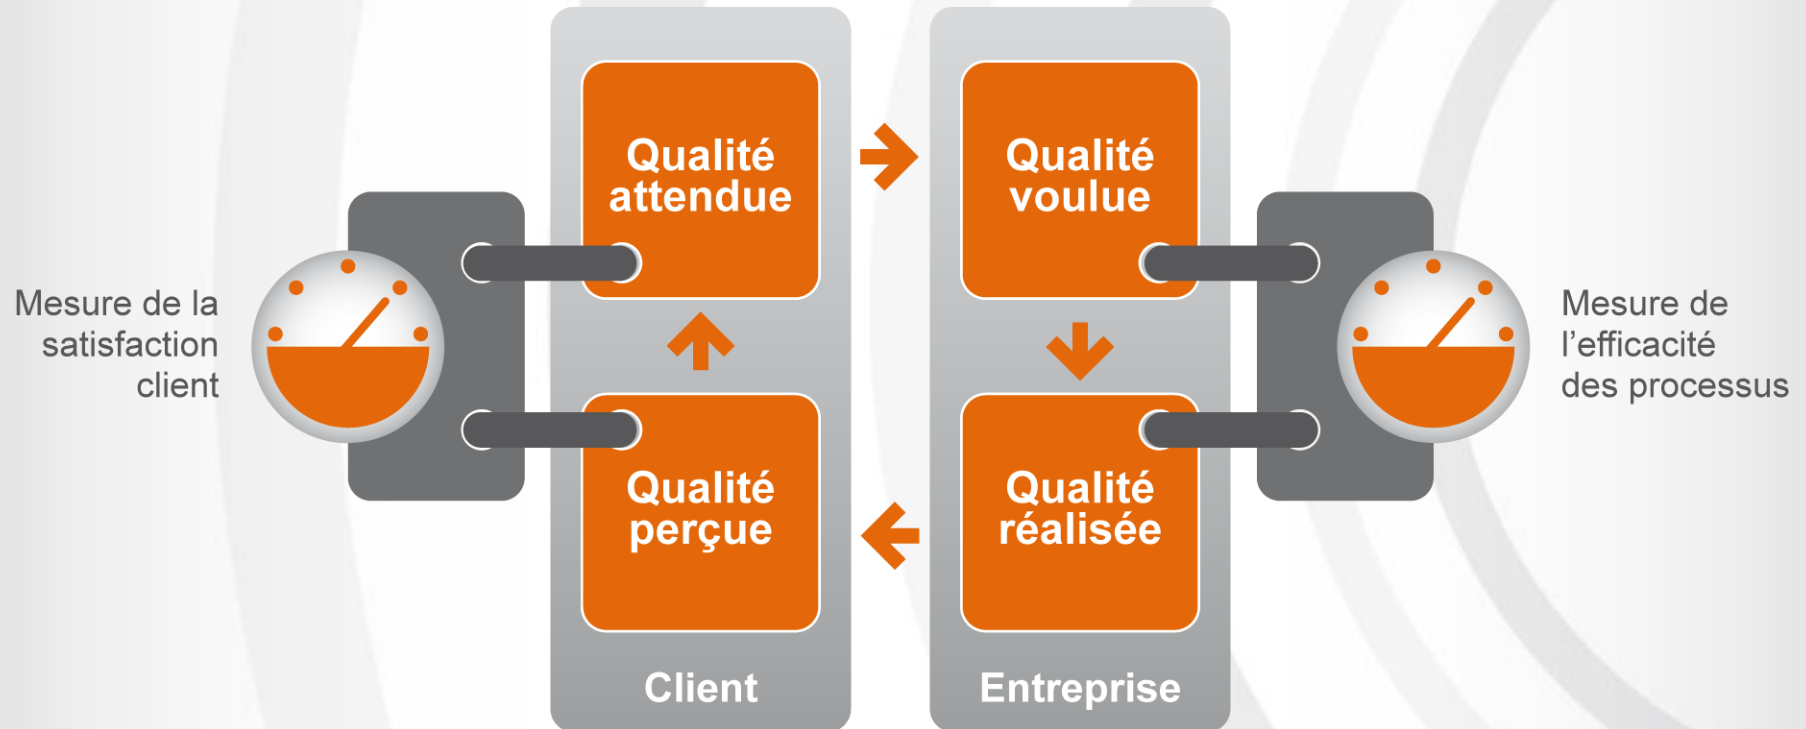 Qualité
attendue
Qualité
voulue
Mesure de la
satisfaction
client
Mesure de
l’efficacité
des processus
Qualité
perçue
Qualité
réalisée
Client
Entreprise